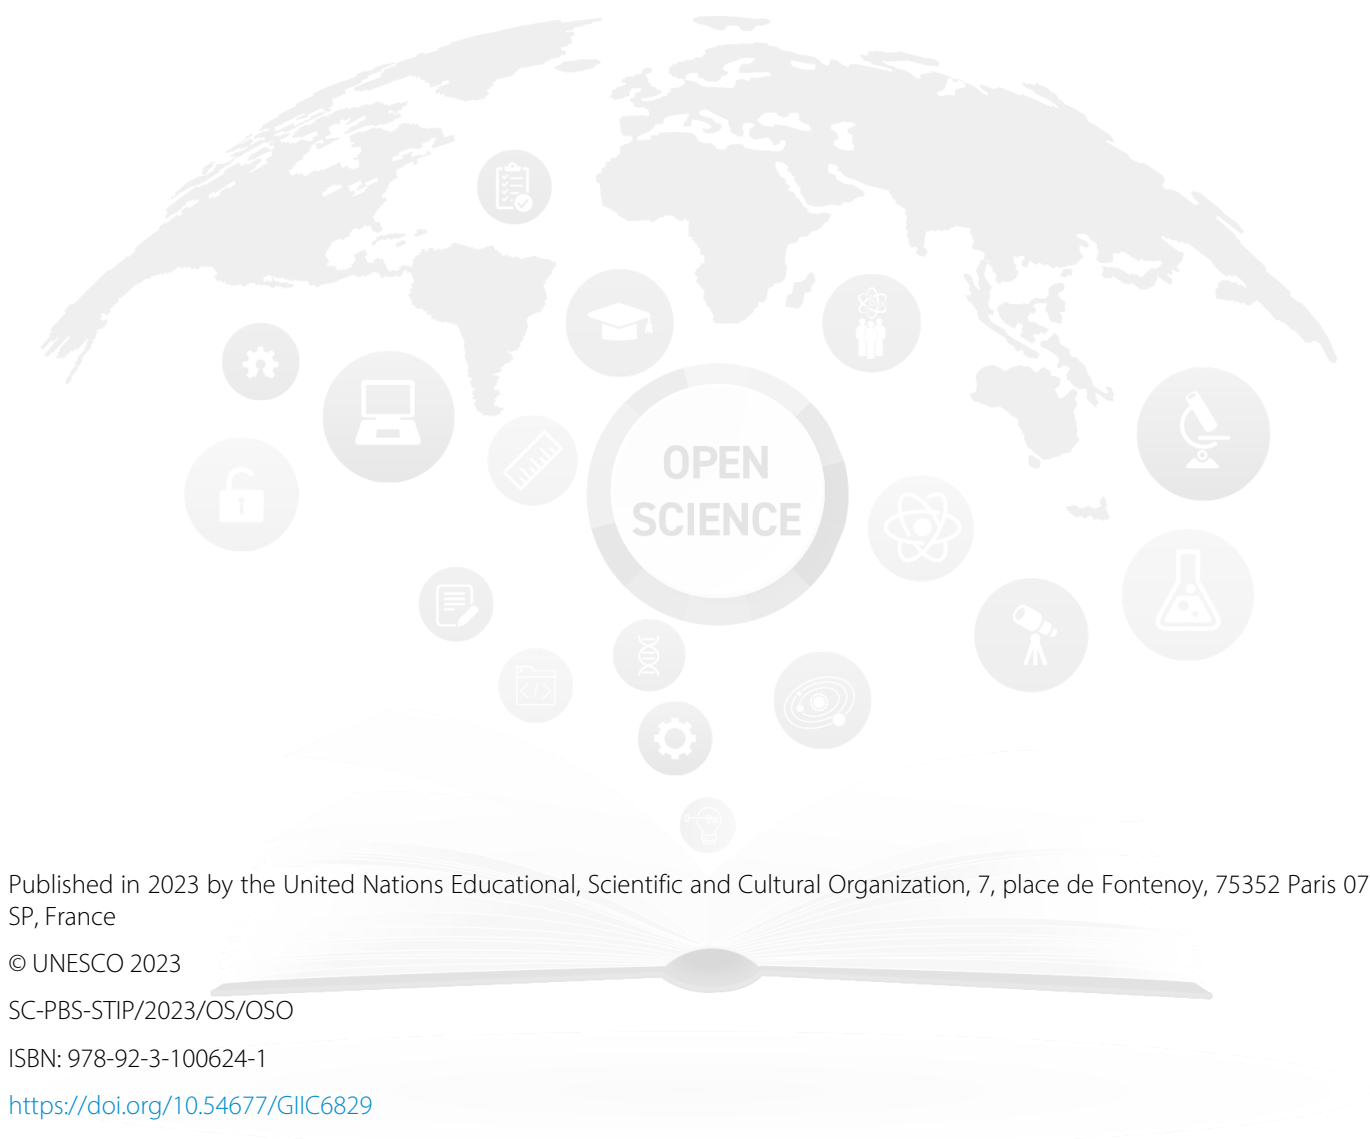 OPEN
SCIENCE
Published in 2023 by the United Nations Educational, Scientific and Cultural Organization, 7, place de Fontenoy, 75352 Paris 07
SP, France
© UNESCO 2023
SC-PBS-STIP/2023/OS/OSO
ISBN: 978-92-3-100624-1
https://doi.org/10.54677/GIIC6829